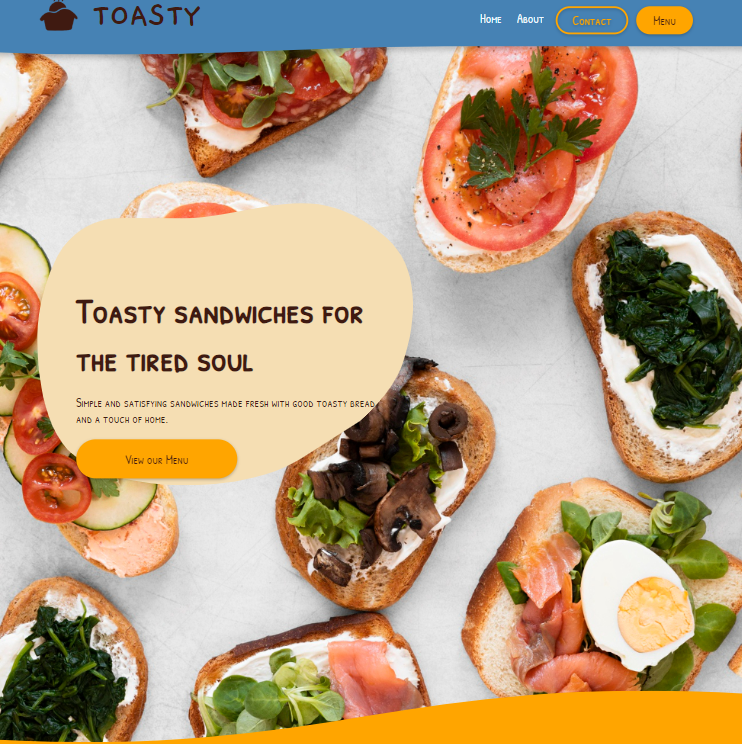 TOASTY
Home About Contact Menu
Toasty sandwiches for
the tired soul
Simple and satisfying sandwiches made fresh with good toasty bread
and a touch of home.
View our Menu